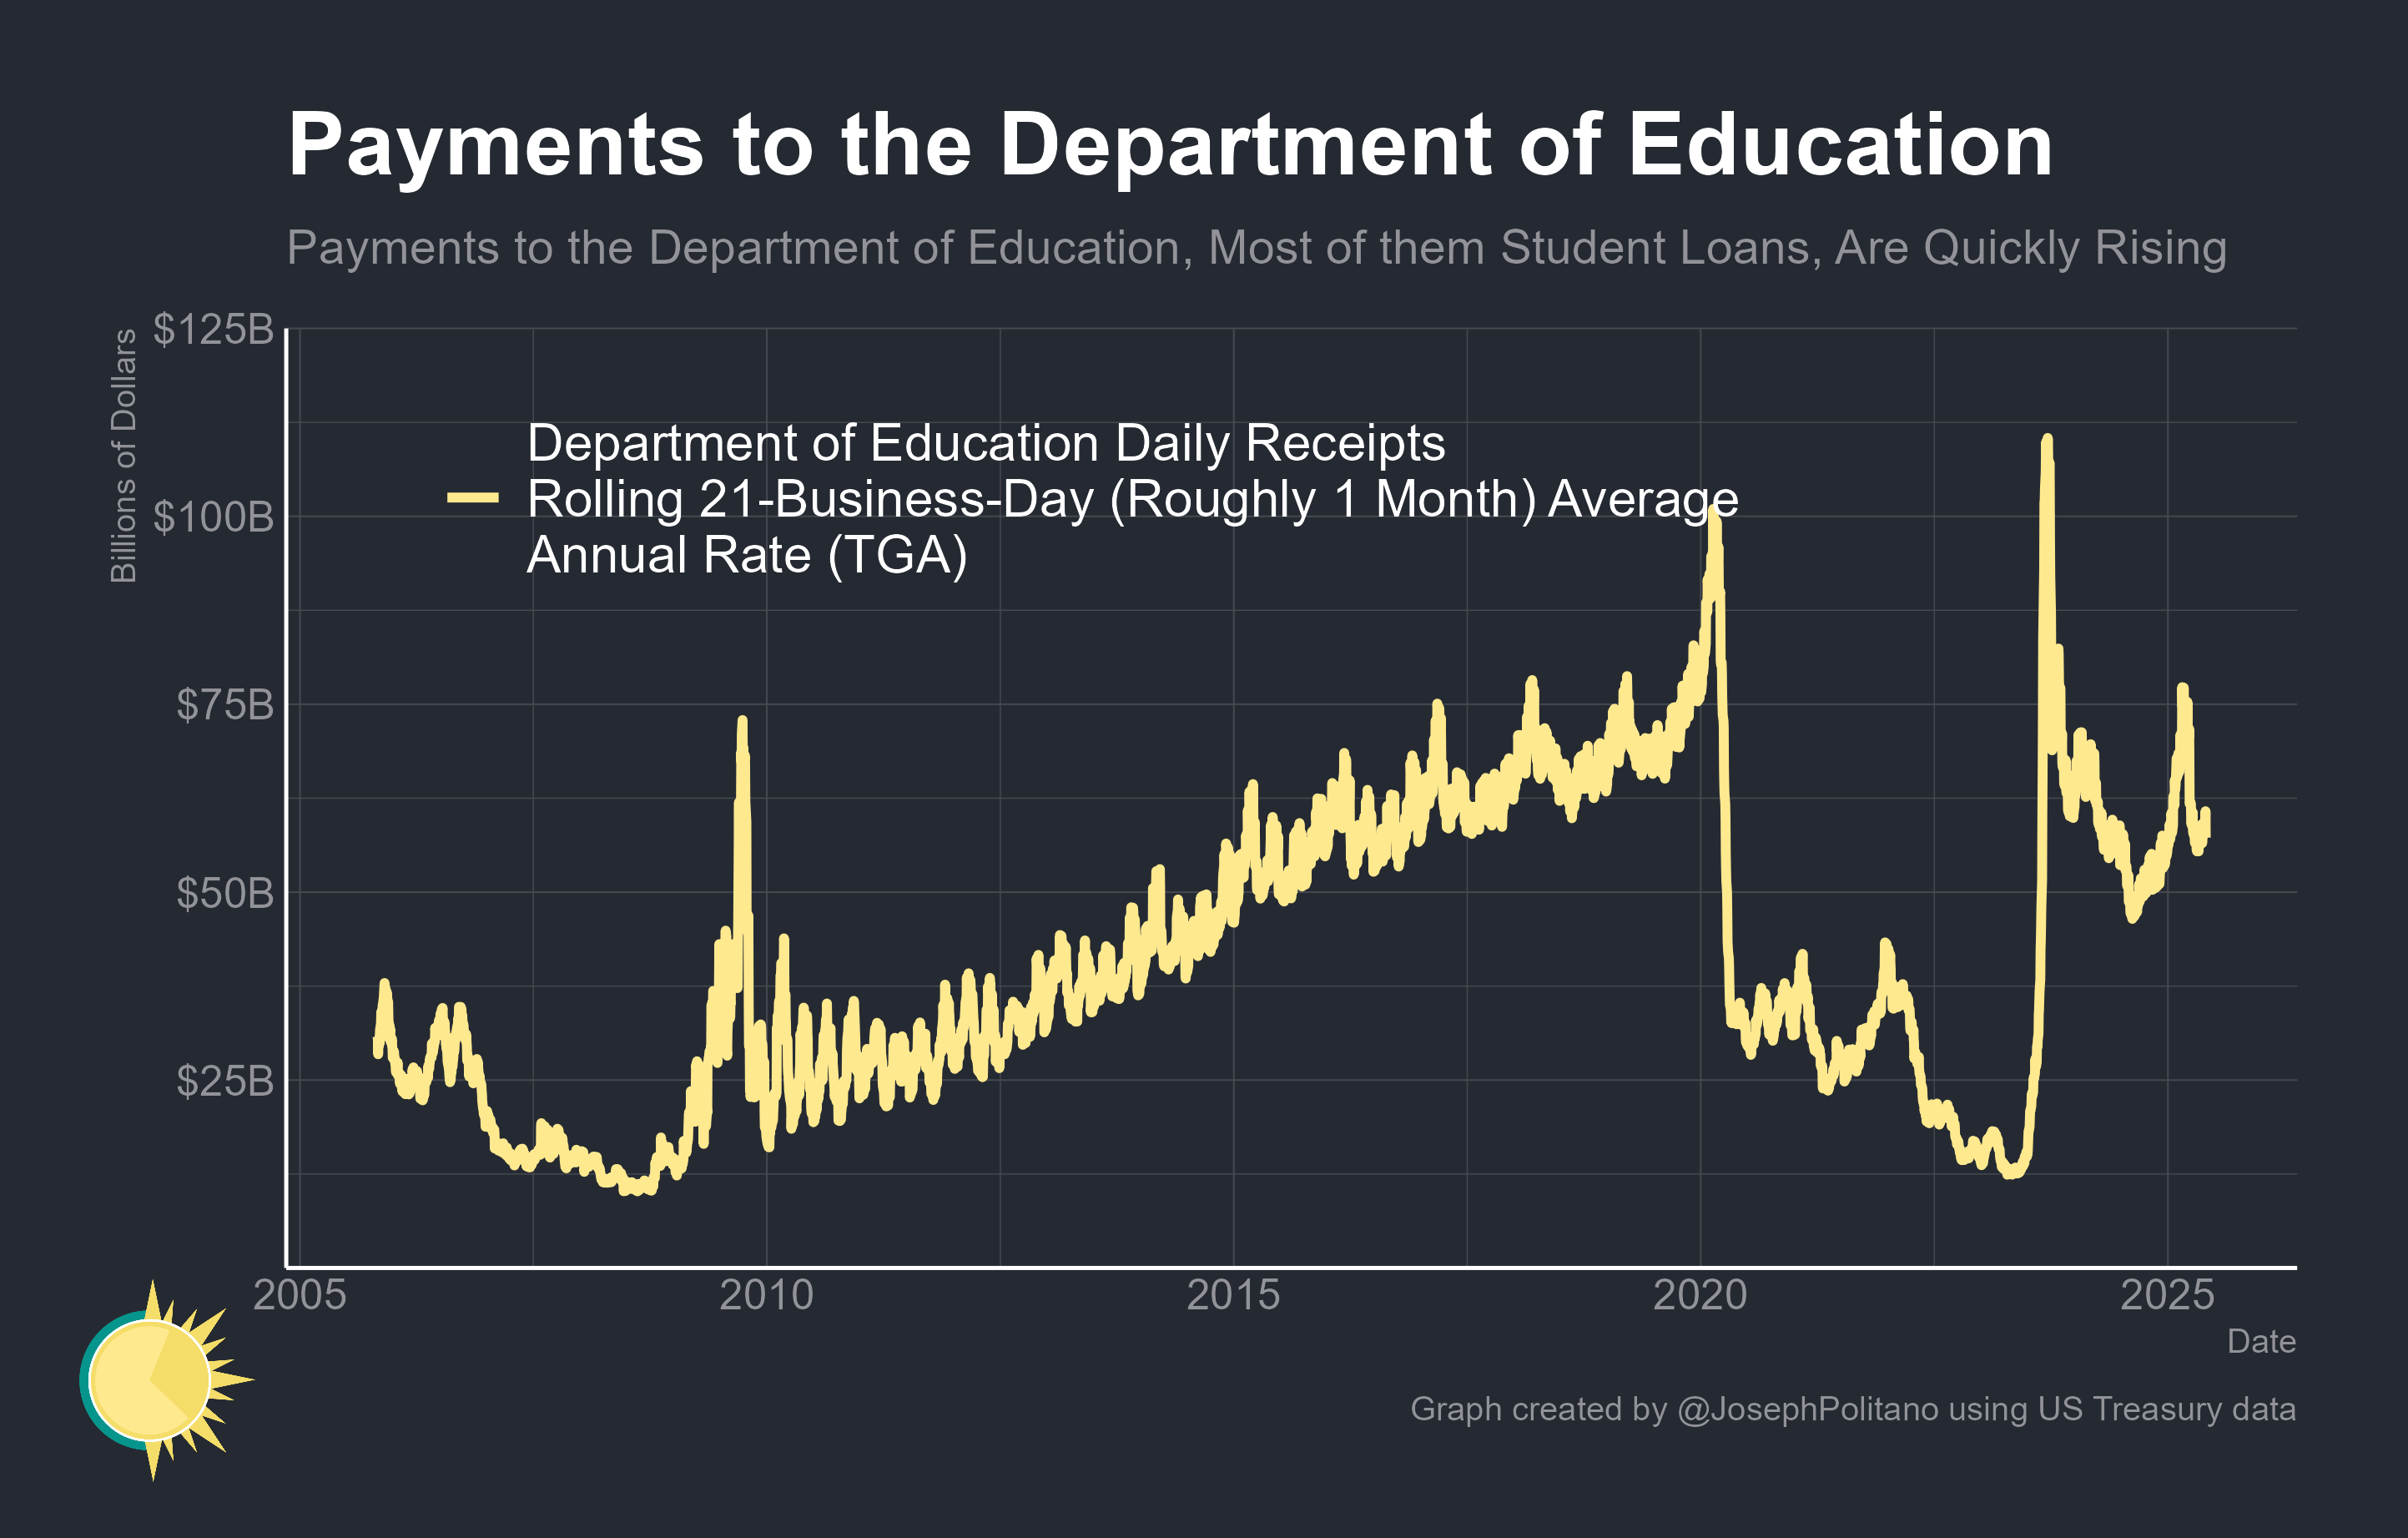 Payments to the Department of Education
Payments to the Department of Education, Most of them Student Loans, Are Quickly Rising
Billions of Dollars
$125B
$100B
$75B
$50B
$25B
Department of Education Daily Receipts
Rolling 21-Business-Day (Roughly 1 Month) Average
Annual Rate (TGA)
2005 2010 2015 2020 2025
Date
Graph created by @JosephPolitano using US Treasury data